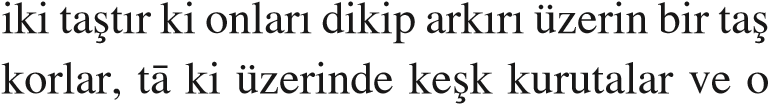 iki taştır ki onları dikip arkırı üzerin bir taş
korlar, tā ki üzerinde keşk kurutalar ve o